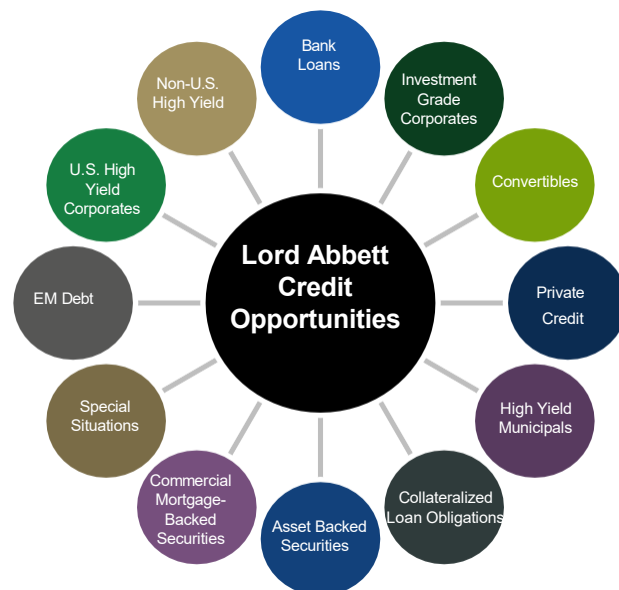 Bank
Loans
Investment
Grade
Corporates
Convertibles
Private
Credit
High Yield
Municipals
Collateralized
Loan Obligations
Asset Backed
Securities
Commercial
Mortgage-
Backed
Securities
Special
Situations
EM Debt
U.S. High
Yield
Corporates
Non-U.S.
High Yield
Lord Abbett
Credit
Opportunities